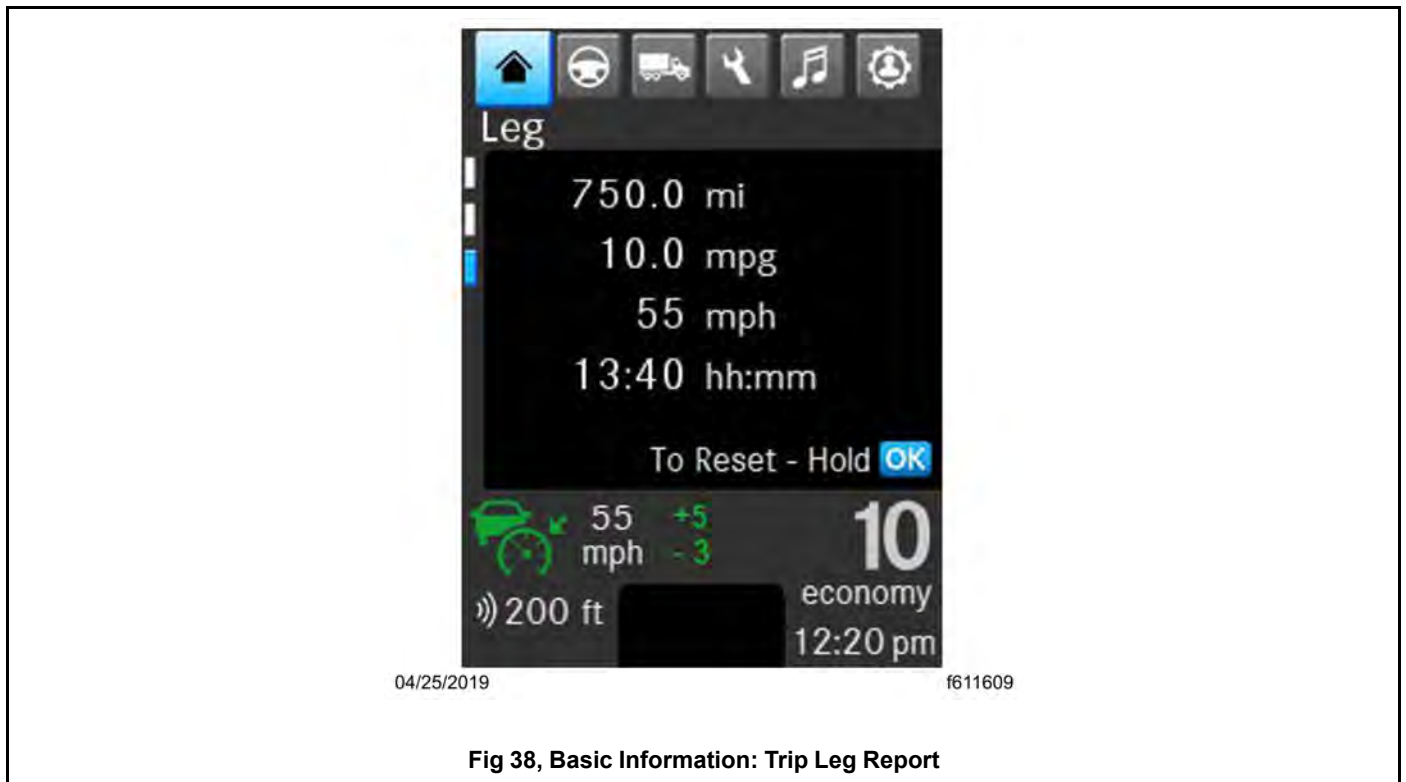 Leg
750.0 mi
10.0 mpg
55 mph
13:40 hh:mm
To Reset - Hold OK
55 +5
mph - 3
10
economy
200 ft
12:20 pm
04/25/2019
f611609
Fig 38, Basic Information: Trip Leg Report